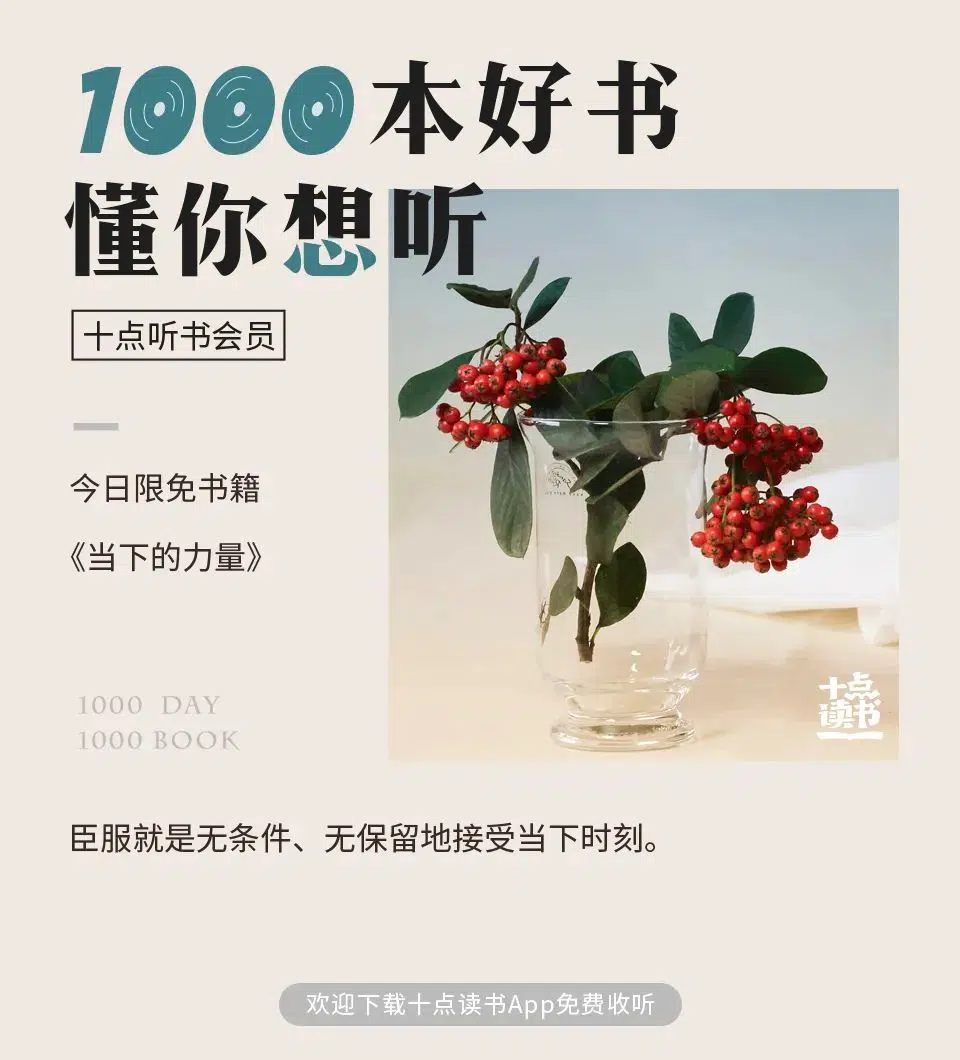 1000本好书
懂你想听
十点听书会员
今日限免书籍
《当下的力量》
1000 DAY
1000 BOOK
十点
读书
臣服就是无条件、无保留地接受当下时刻。
欢迎下载十点读书App免费收听